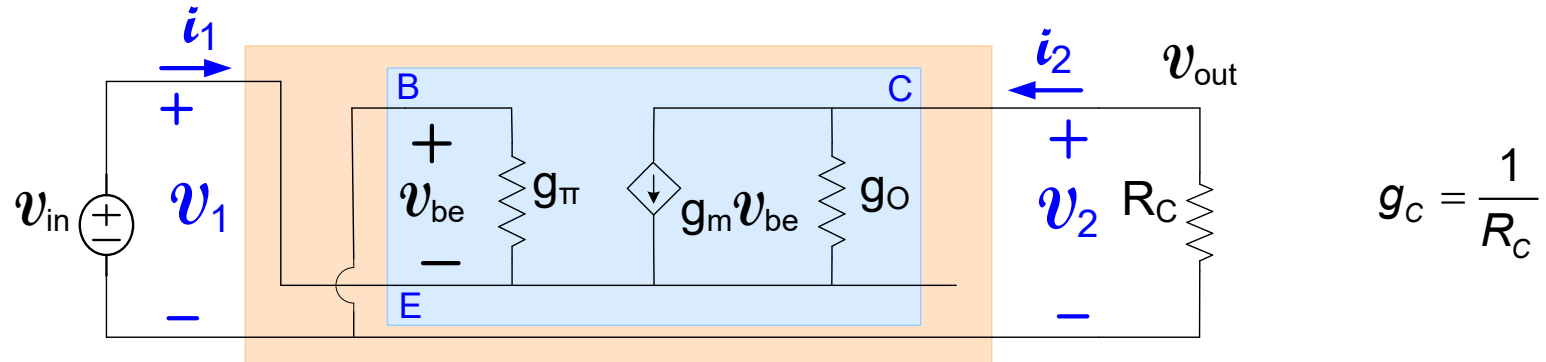 i1
i2
vout
B
C
+
+
+
vin
+
−
v1
vbe
gπ
gmvbe
gO
v2
RC
gC = 1/RC
−
E
−
−